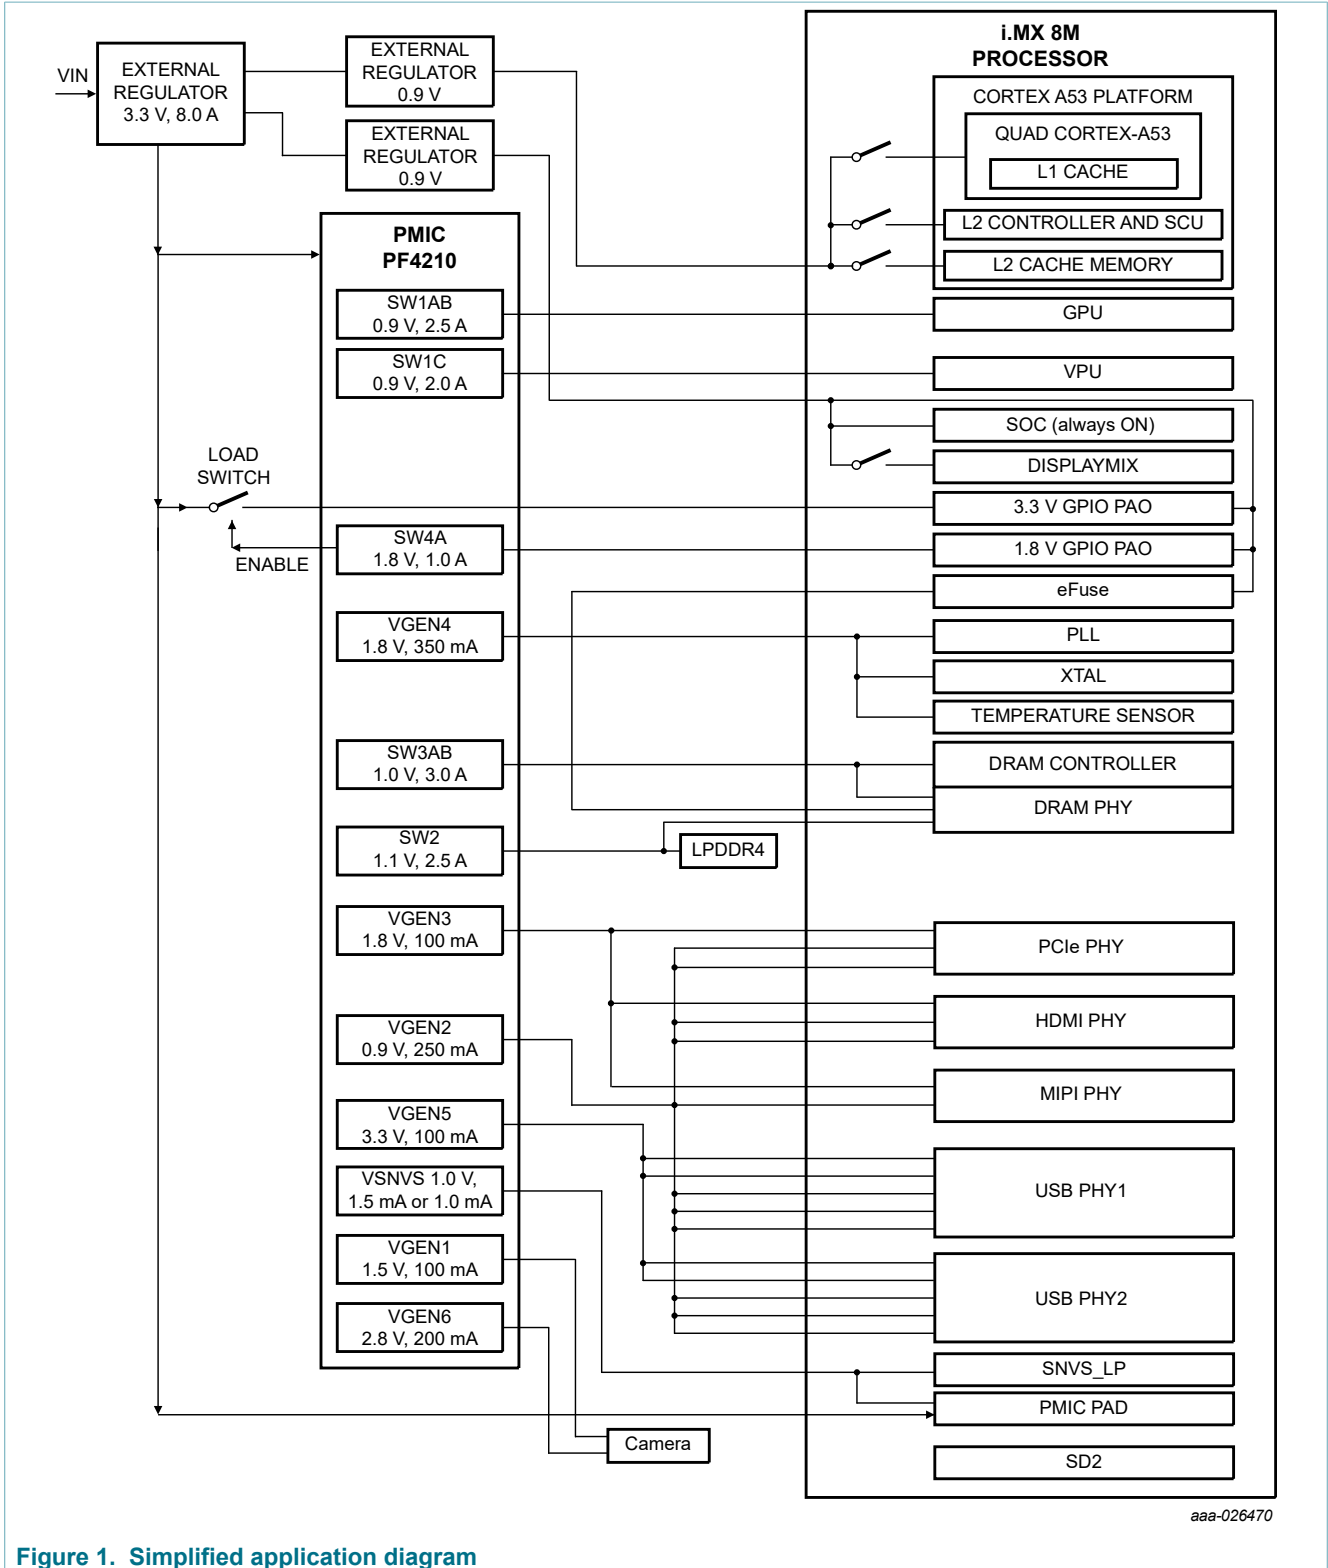 i.MX 8M
PROCESSOR
VIN
EXTERNAL
REGULATOR
3.3 V, 8.0 A
EXTERNAL
REGULATOR
0.9 V
EXTERNAL
REGULATOR
0.9 V
CORTEX A53 PLATFORM
QUAD CORTEX-A53
L1 CACHE
L2 CONTROLLER AND SCU
L2 CACHE MEMORY
PMIC
PF4210
SW1AB
0.9 V, 2.5 A
GPU
SW1C
0.9 V, 2.0 A
VPU
SOC (always ON)
LOAD
SWITCH
DISPLAYMIX
3.3 V GPIO PAO
SW4A
1.8 V, 1.0 A
ENABLE
1.8 V GPIO PAO
eFuse
VGEN4
1.8 V, 350 mA
PLL
XTAL
TEMPERATURE SENSOR
SW3AB
1.0 V, 3.0 A
DRAM CONTROLLER
DRAM PHY
SW2
1.1 V, 2.5 A
LPDDR4
VGEN3
1.8 V, 100 mA
PCIe PHY
VGEN2
0.9 V, 250 mA
HDMI PHY
MIPI PHY
VGEN5
3.3 V, 100 mA
VSNVS 1.0 V,
1.5 mA or 1.0 mA
USB PHY1
VGEN1
1.5 V, 100 mA
VGEN6
2.8 V, 200 mA
USB PHY2
SNVS_LP
PMIC PAD
Camera
SD2
aaa-026470
Figure 1. Simplified application diagram